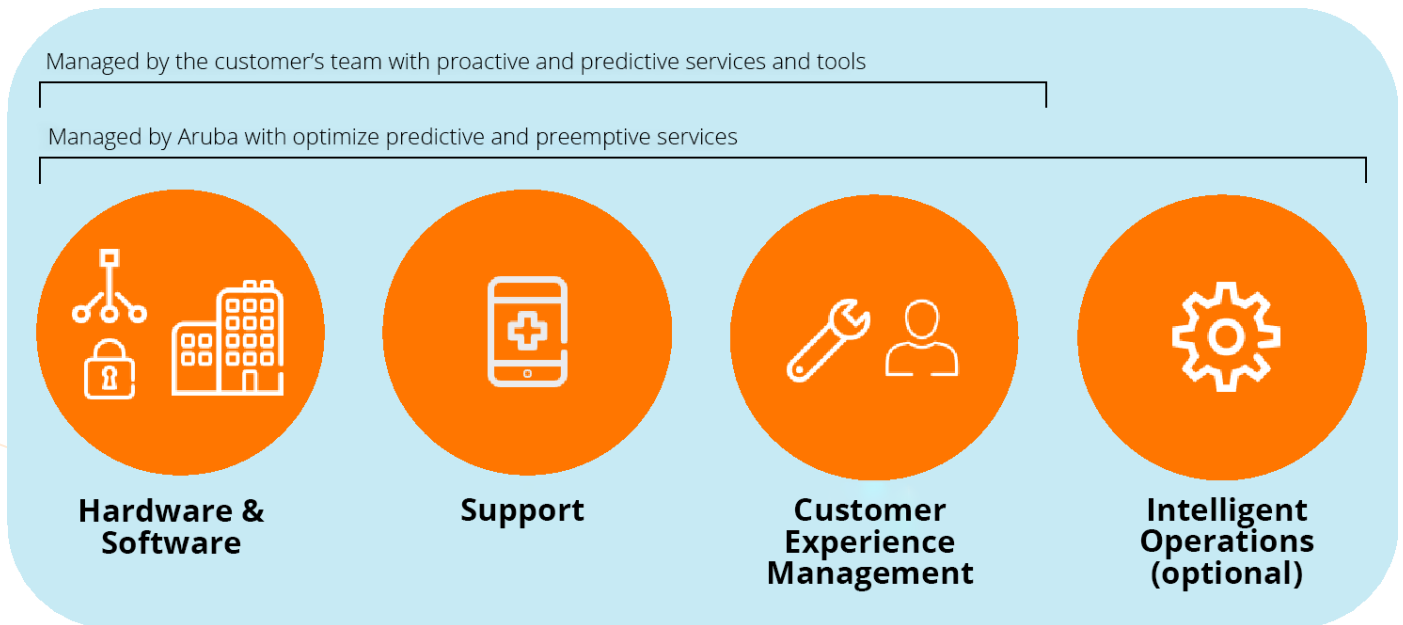 Managed by the customer's team with proactive and predictive services and tools
Managed by Aruba with optimize predictive and preemptive services
Hardware &
Software
Support
Customer
Experience
Management
Intelligent
Operations
(optional)